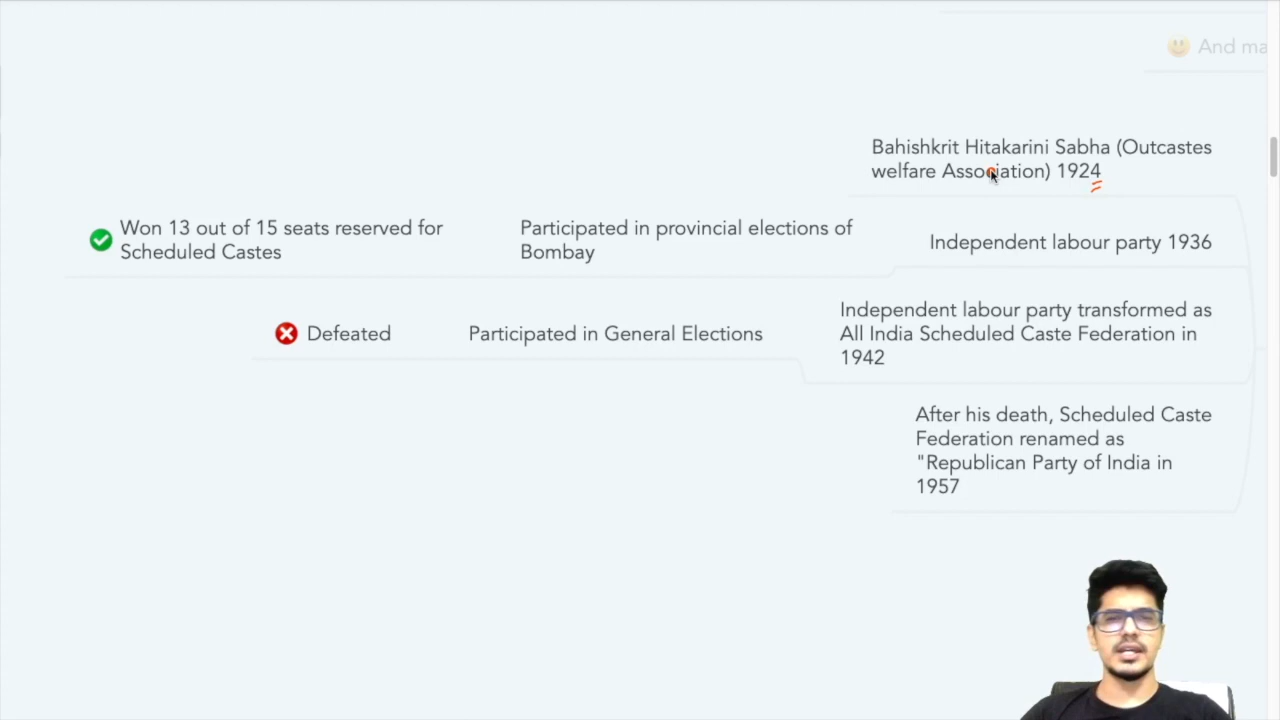 And ma
Bahishkrit Hitakarini Sabha (Outcastes
welfare Association) 1924
Won 13 out of 15 seats reserved for
Scheduled Castes
Participated in provincial elections of
Bombay
Independent labour party 1936
Defeated
Participated in General Elections
Independent labour party transformed as
All India Scheduled Caste Federation in
1942
After his death, Scheduled Caste
Federation renamed as
"Republican Party of India in
1957